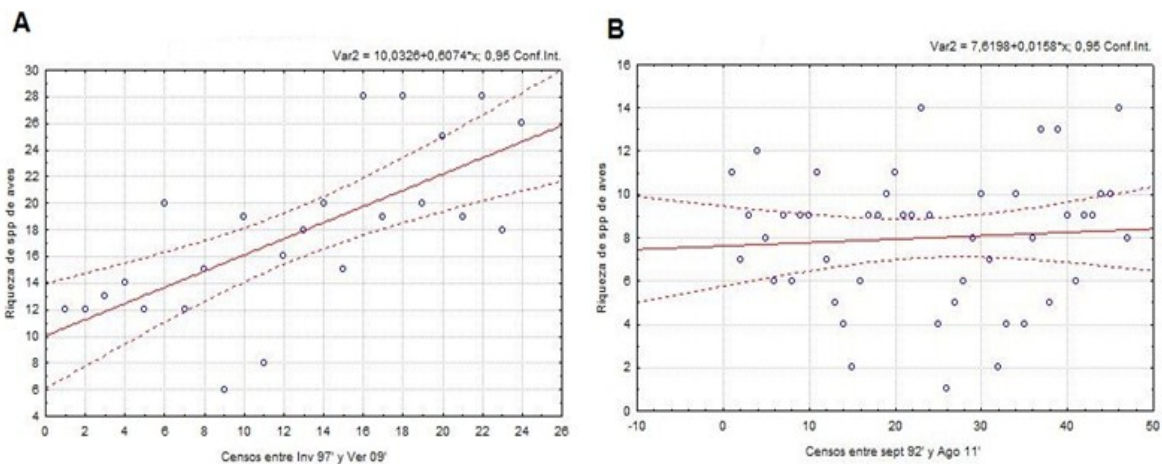 A
Var2 = 10,0326+0,6074*x; 0,95 Conf.Int.
30
28
26
24
22
20
18
16
14
12
10
8
6
4
Riqueza de spp de aves
0 2 4 6 8 10 12 14 16 18 20 22 24 26
Censos entre Inv 97' y Ver 09'
B
Var2 = 7,6198+0,0158*x; 0,95 Conf.Int.
16
14
12
10
8
6
4
2
0
Riqueza de spp de aves
-10 0 10 20 30 40 50
Censos entre sept 92' y Ago 11'